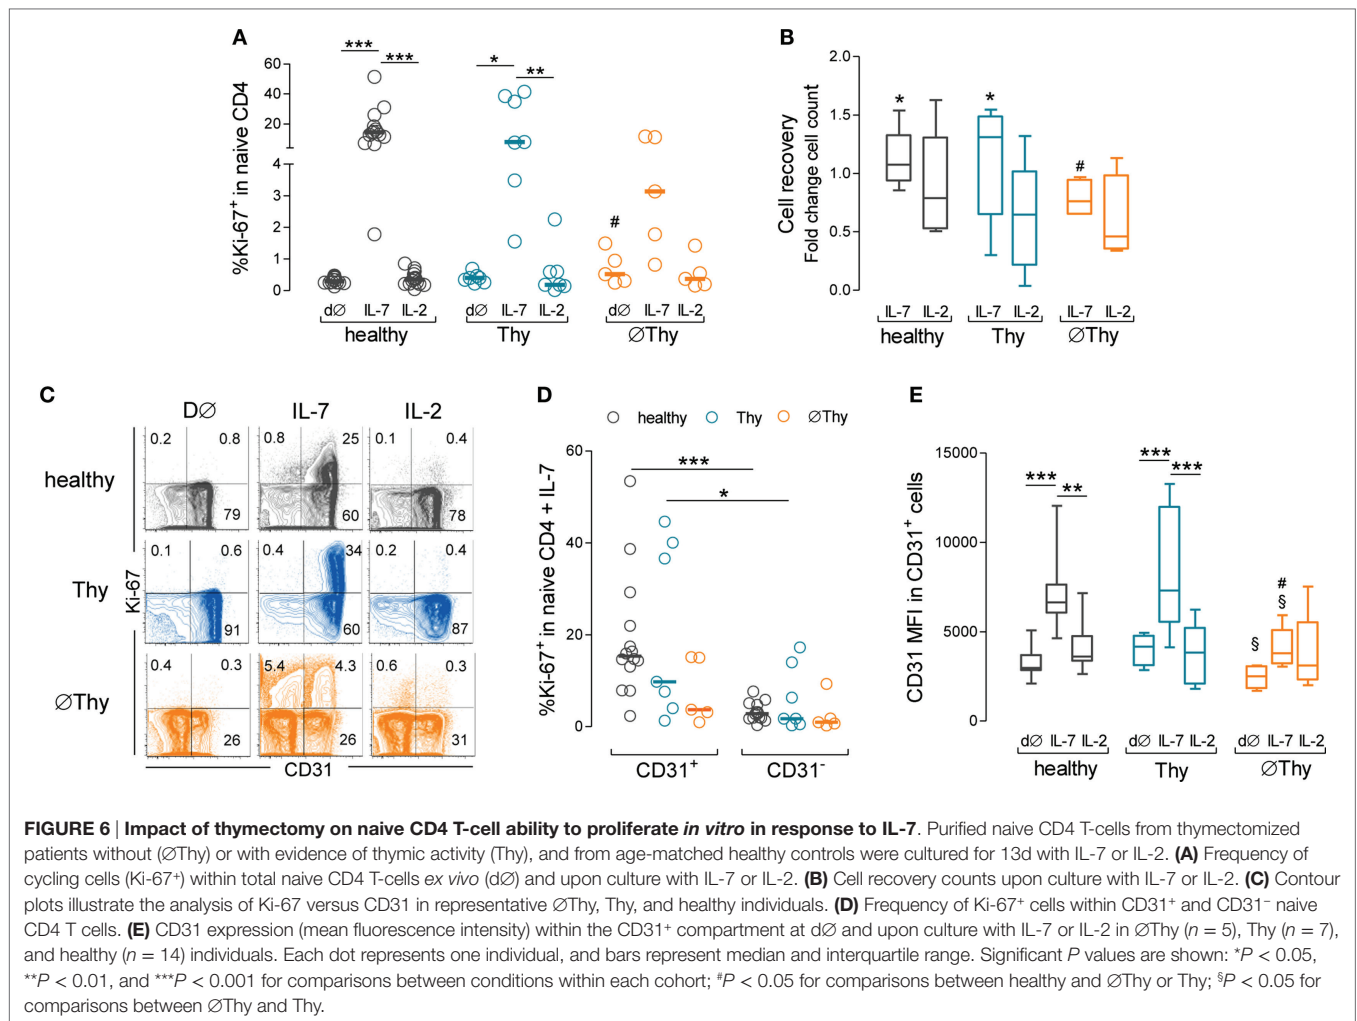 A
***
***
*
**
#
%Ki-67+ in naive CD4
60
40
20
4
3
2
1
0
dØ IL-7 IL-2 dØ IL-7 IL-2 dØ IL-7 IL-2
healthy Thy ØThy
B
Cell recovery
Fold change cell count
2.0
1.5
1.0
0.5
0.0
* * #
IL-7 IL-2 IL-7 IL-2 IL-7 IL-2
healthy Thy ØThy
C
DØ IL-7 IL-2
healthy
0.2 0.8 0.8 25 0.1 0.4
79 60 78
Thy
0.1 0.6 0.4 34 0.2 0.4
91 60 87
ØThy
0.4 0.3 5.4 4.3 0.6 0.3
26 26 31
Ki-67
CD31
D
healthy Thy ØThy
%Ki-67+ in naive CD4 + IL-7
60
40
20
0
***
*
CD31+ CD31-
E
CD31 MFI in CD31+ cells
15000
10000
5000
0
*** ** *** *** § # §
dØ IL-7 IL-2 dØ IL-7 IL-2 dØ IL-7 IL-2
healthy Thy ØThy
FIGURE 6 | Impact of thymectomy on naive CD4 T-cell ability to proliferate in vitro in response to IL-7. Purified naive CD4 T-cells from thymectomized
patients without (ØThy) or with evidence of thymic activity (Thy), and from age-matched healthy controls were cultured for 13d with IL-7 or IL-2. (A) Frequency of
cycling cells (Ki-67+) within total naive CD4 T-cells ex vivo (dØ) and upon culture with IL-7 or IL-2. (B) Cell recovery counts upon culture with IL-7 or IL-2. (C) Contour
plots illustrate the analysis of Ki-67 versus CD31 in representative ØThy, Thy, and healthy individuals. (D) Frequency of Ki-67+ cells within CD31+ and CD31− naive
CD4 T cells. (E) CD31 expression (mean fluorescence intensity) within the CD31+ compartment at dØ and upon culture with IL-7 or IL-2 in ØThy (n = 5), Thy (n = 7),
and healthy (n = 14) individuals. Each dot represents one individual, and bars represent median and interquartile range. Significant P values are shown: *P < 0.05,
**P < 0.01, and ***P < 0.001 for comparisons between conditions within each cohort; #P < 0.05 for comparisons between healthy and ØThy or Thy; §P < 0.05 for
comparisons between ØThy and Thy.